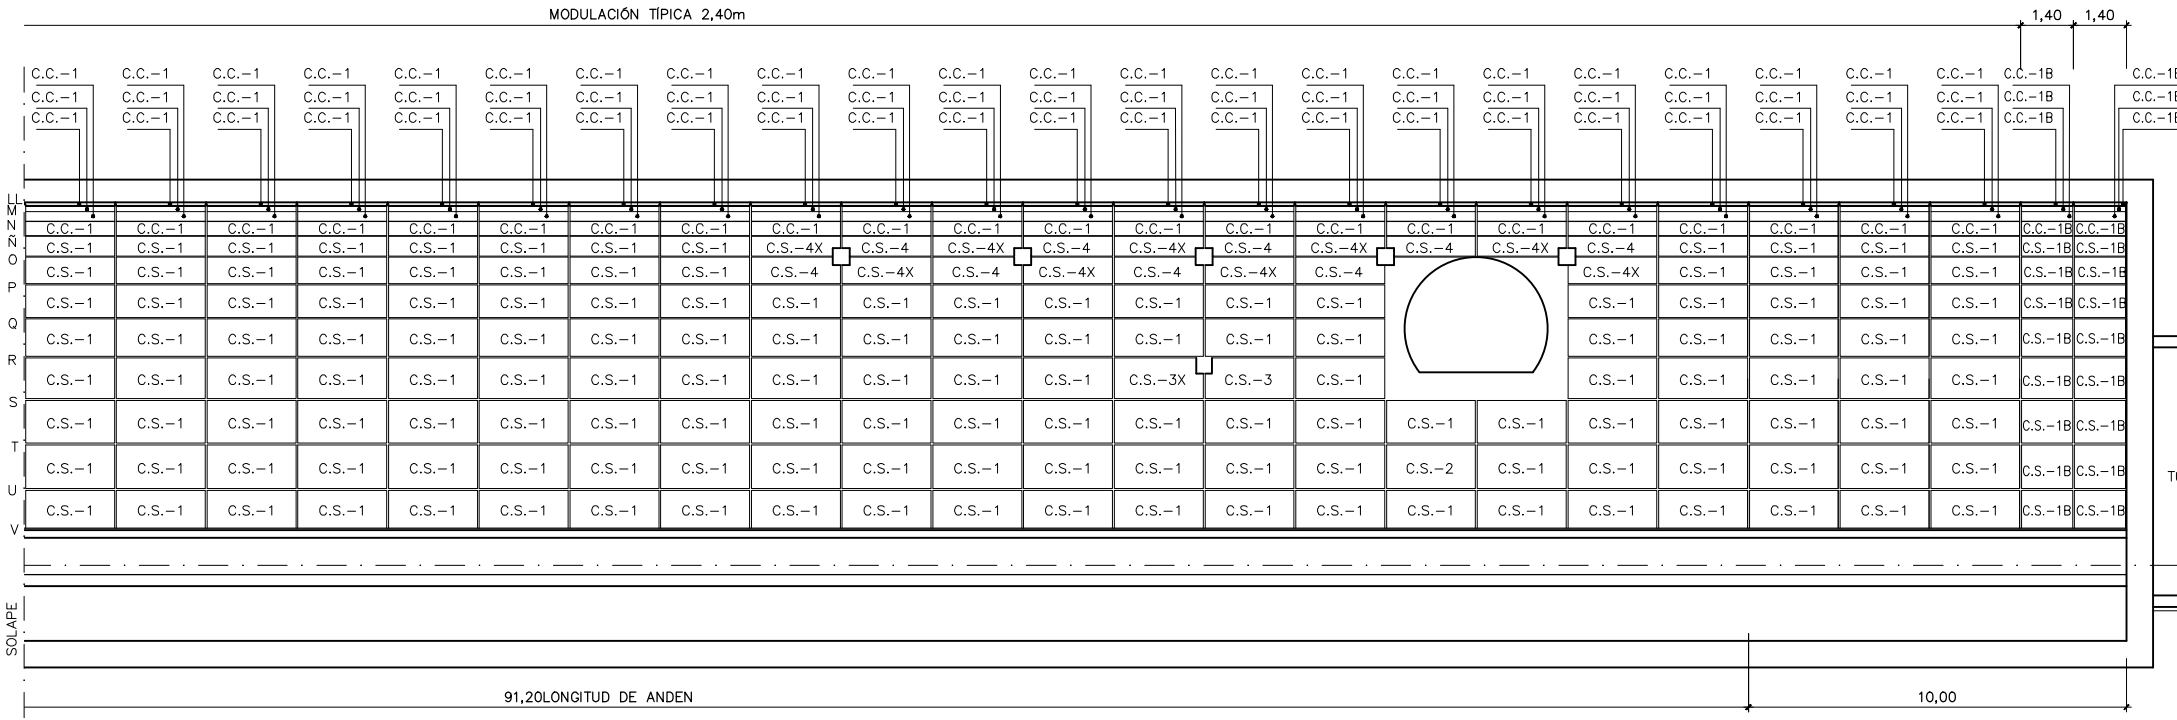 MODULACIÓN TÍPICA 2,40m 1,40 1,40
C.C.-1 C.C.-1 C.C.-1 C.C.-1 C.C.-1 C.C.-1 C.C.-1 C.C.-1 C.C.-1 C.C.-1 C.C.-1 C.C.-1 C.C.-1 C.C.-1 C.C.-1 C.C.-1 C.C.-1 C.C.-1 C.C.-1 C.C.-1 C.C.-1 C.C.-1 C.C.-1B C.C.-1B
C.C.-1 C.C.-1 C.C.-1 C.C.-1 C.C.-1 C.C.-1 C.C.-1 C.C.-1 C.C.-1 C.C.-1 C.C.-1 C.C.-1 C.C.-1 C.C.-1 C.C.-1 C.C.-1 C.C.-1 C.C.-1 C.C.-1 C.C.-1 C.C.-1 C.C.-1 C.C.-1B C.C.-1B
C.C.-1 C.C.-1 C.C.-1 C.C.-1 C.C.-1 C.C.-1 C.C.-1 C.C.-1 C.C.-1 C.C.-1 C.C.-1 C.C.-1 C.C.-1 C.C.-1 C.C.-1 C.C.-1 C.C.-1 C.C.-1 C.C.-1 C.C.-1 C.C.-1 C.C.-1 C.C.-1B C.C.-1B
LL
M
N
C.C.-1 C.C.-1 C.C.-1 C.C.-1 C.C.-1 C.C.-1 C.C.-1 C.C.-1 C.C.-1 C.C.-1 C.C.-1 C.C.-1 C.C.-1 C.C.-1 C.C.-1 C.C.-1 C.C.-1 C.C.-1 C.C.-1 C.C.-1 C.C.-1 C.C.-1 C.C.-1B C.C.-1B
Ñ
C.S.-1 C.S.-1 C.S.-1 C.S.-1 C.S.-1 C.S.-1 C.S.-1 C.S.-1 C.S.-4X C.S.-4 C.S.-4X C.S.-4 C.S.-4X C.S.-4 C.S.-4X C.S.-4 C.S.-4X C.S.-4 C.S.-1 C.S.-1 C.S.-1 C.S.-1 C.S.-1B C.S.-1B
O
C.S.-1 C.S.-1 C.S.-1 C.S.-1 C.S.-1 C.S.-1 C.S.-1 C.S.-1 C.S.-4 C.S.-4X C.S.-4 C.S.-4X C.S.-4 C.S.-4X C.S.-4 C.S.-4X C.S.-1 C.S.-1 C.S.-1 C.S.-1 C.S.-1B C.S.-1B
P
C.S.-1 C.S.-1 C.S.-1 C.S.-1 C.S.-1 C.S.-1 C.S.-1 C.S.-1 C.S.-1 C.S.-1 C.S.-1 C.S.-1 C.S.-1 C.S.-1 C.S.-1 C.S.-1 C.S.-1 C.S.-1 C.S.-1 C.S.-1 C.S.-1B C.S.-1B
Q
C.S.-1 C.S.-1 C.S.-1 C.S.-1 C.S.-1 C.S.-1 C.S.-1 C.S.-1 C.S.-1 C.S.-1 C.S.-1 C.S.-1 C.S.-1 C.S.-1 C.S.-1 C.S.-1 C.S.-1 C.S.-1 C.S.-1 C.S.-1 C.S.-1B C.S.-1B
R
C.S.-1 C.S.-1 C.S.-1 C.S.-1 C.S.-1 C.S.-1 C.S.-1 C.S.-1 C.S.-1 C.S.-1 C.S.-1 C.S.-1 C.S.-3X C.S.-3 C.S.-1 C.S.-1 C.S.-1 C.S.-1 C.S.-1 C.S.-1 C.S.-1B C.S.-1B
S
C.S.-1 C.S.-1 C.S.-1 C.S.-1 C.S.-1 C.S.-1 C.S.-1 C.S.-1 C.S.-1 C.S.-1 C.S.-1 C.S.-1 C.S.-1 C.S.-1 C.S.-1 C.S.-1 C.S.-1 C.S.-1 C.S.-1 C.S.-1 C.S.-1 C.S.-1 C.S.-1B C.S.-1B
T
C.S.-1 C.S.-1 C.S.-1 C.S.-1 C.S.-1 C.S.-1 C.S.-1 C.S.-1 C.S.-1 C.S.-1 C.S.-1 C.S.-1 C.S.-1 C.S.-1 C.S.-1 C.S.-2 C.S.-1 C.S.-1 C.S.-1 C.S.-1 C.S.-1 C.S.-1 C.S.-1B C.S.-1B
U
C.S.-1 C.S.-1 C.S.-1 C.S.-1 C.S.-1 C.S.-1 C.S.-1 C.S.-1 C.S.-1 C.S.-1 C.S.-1 C.S.-1 C.S.-1 C.S.-1 C.S.-1 C.S.-1 C.S.-1 C.S.-1 C.S.-1 C.S.-1 C.S.-1 C.S.-1 C.S.-1B C.S.-1B
V
SOLAPE
91,20LONGITUD DE ANDEN 10,00